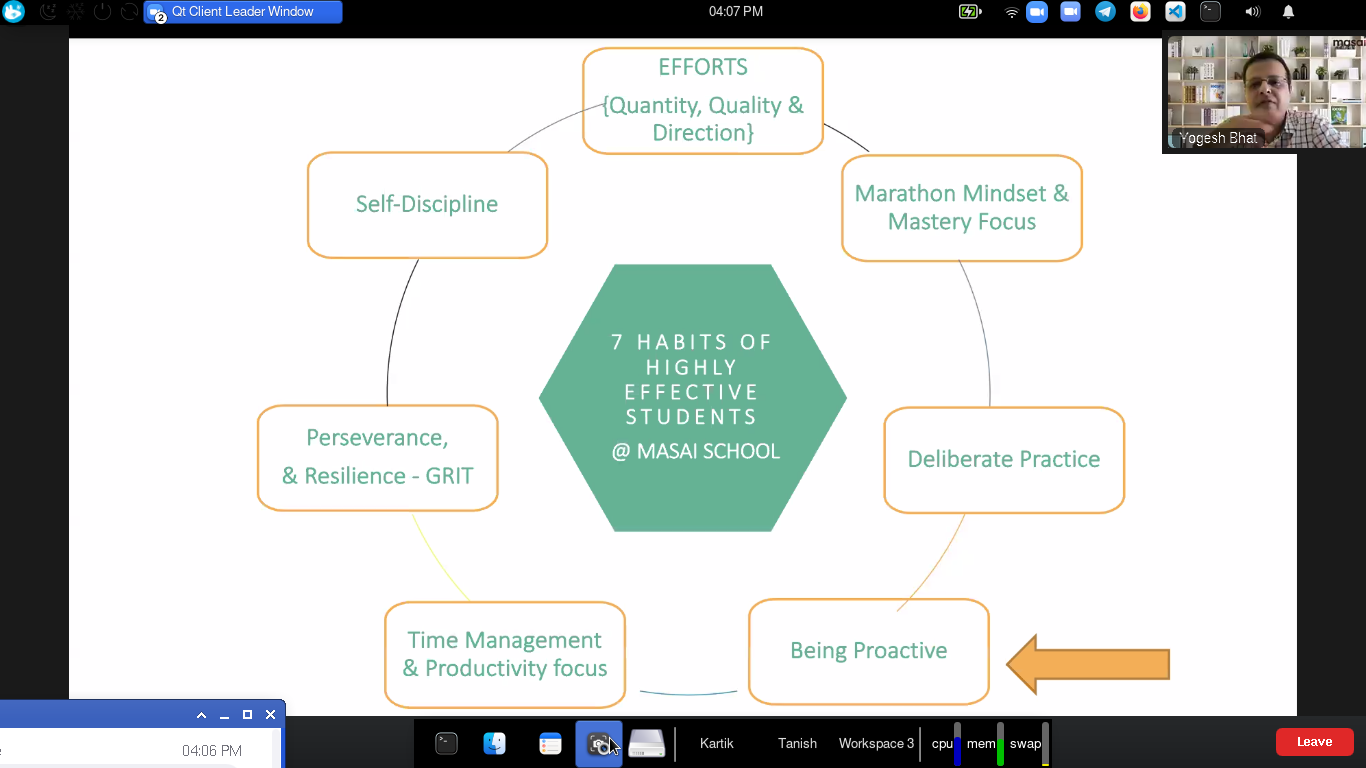 2
Qt Client Leader Window
04:07 PM
EFFORTS
{Quantity, Quality &
Direction}
masai
Yogesh Bhat
Self-Discipline
Marathon Mindset &
Mastery Focus
7 HABITS OF
HIGHLY
EFFECTIVE
STUDENTS
@ MASAI SCHOOL
Perseverance,
& Resilience - GRIT
Deliberate Practice
Time Management
& Productivity focus
Being Proactive
e
04:06 PM
Kartik
Tanish
Workspace 3
cpu
mem
swap
Leave